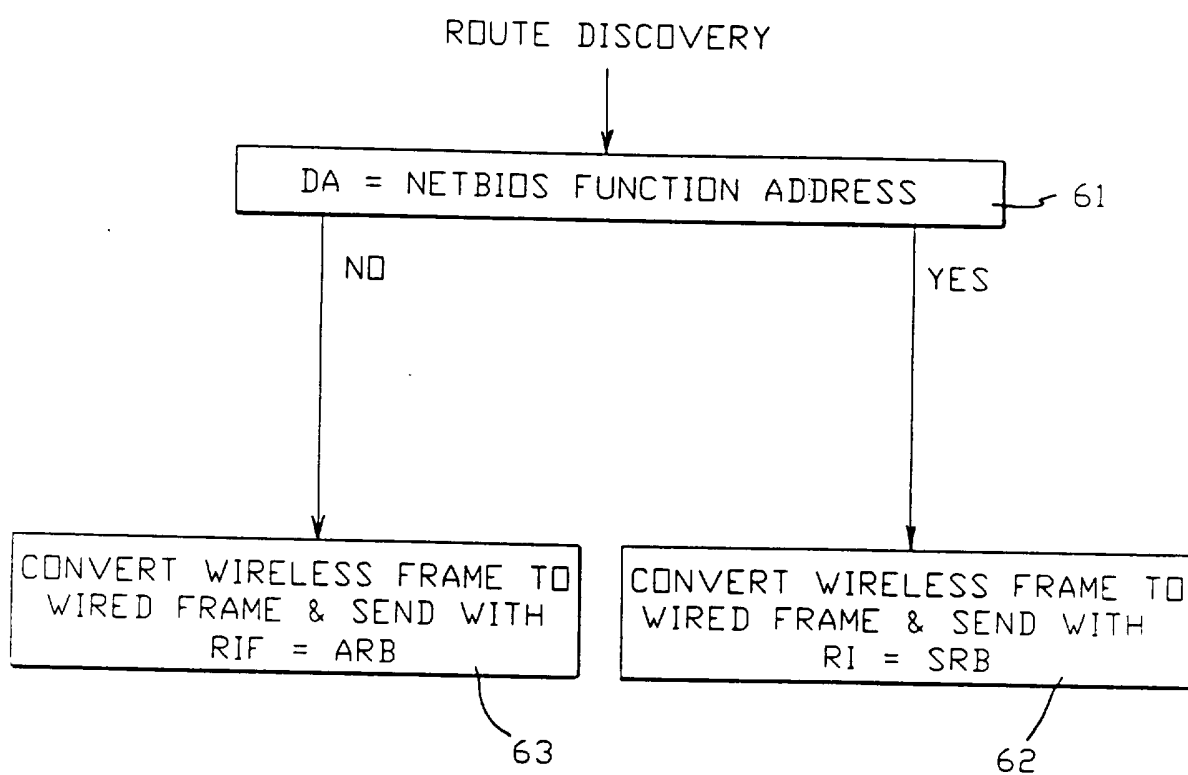 ROUTE DISCOVERY
DA = NETBIOS FUNCTION ADDRESS
61
NO
YES
CONVERT WIRELESS FRAME TO
WIRED FRAME & SEND WITH
RIF = ARB
CONVERT WIRELESS FRAME TO
WIRED FRAME & SEND WITH
RI = SRB
63
62